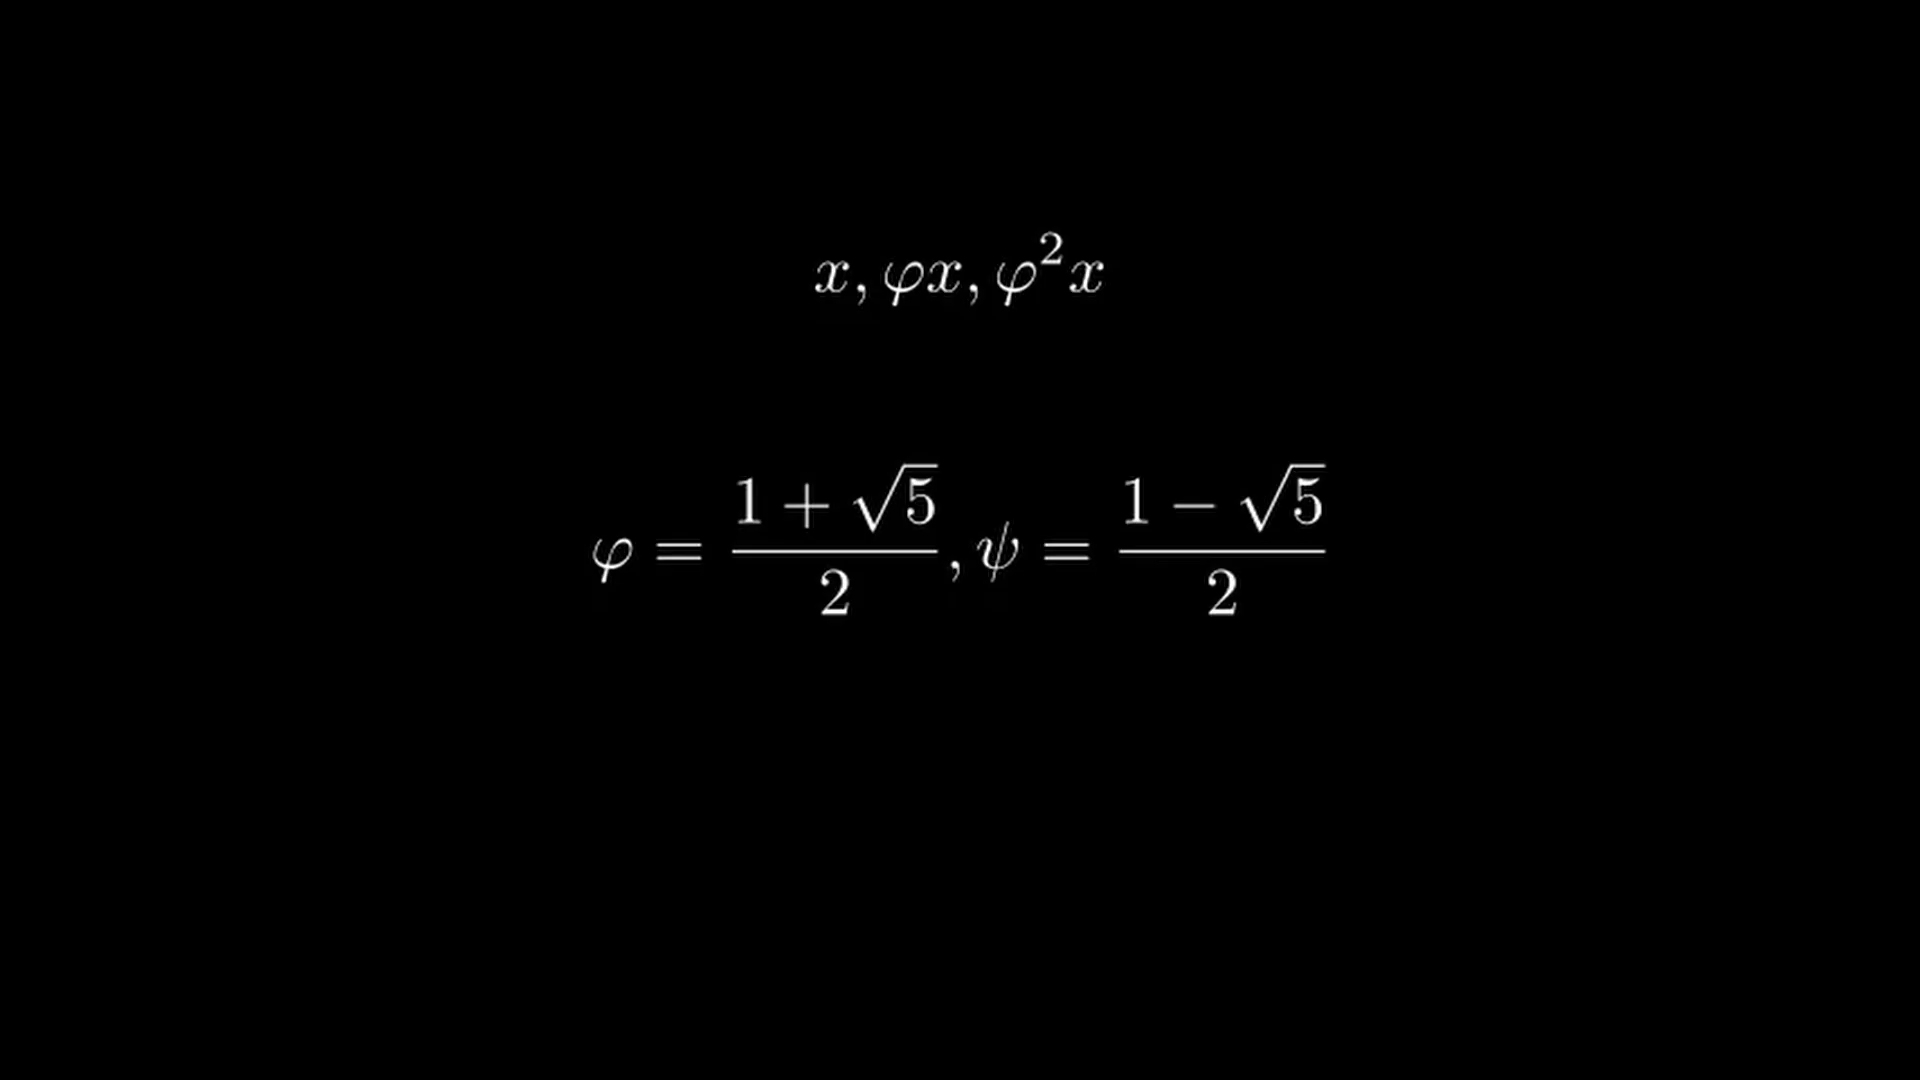 x, φx, φ²x
φ = (1 + √5)/2, ψ = (1 − √5)/2